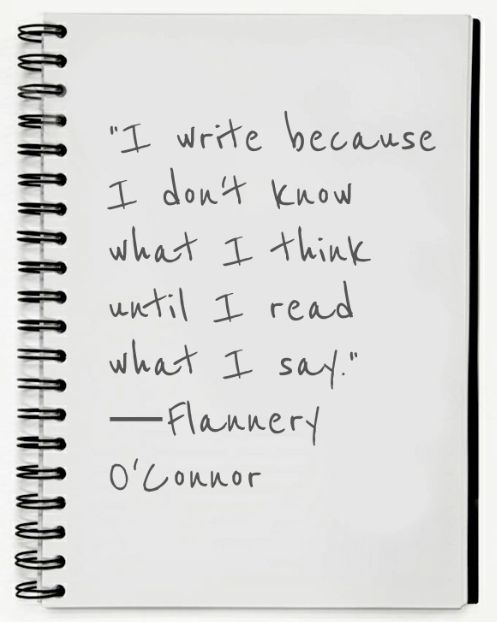 "I write because
I don't know
what I think
until I read
what I say."
—Flannery
O'Connor